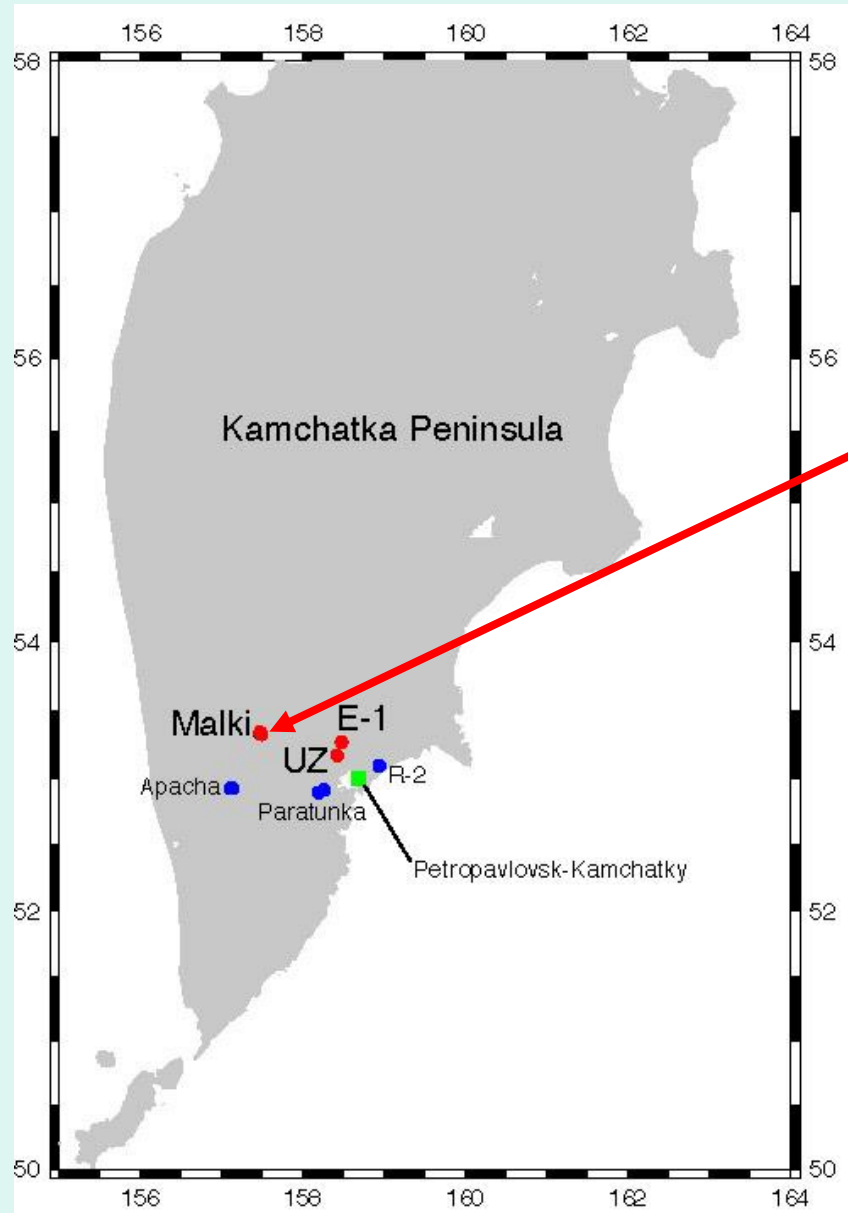 156 158 160 162 164
58 58
56 56
Kamchatka Peninsula
54 54
Malki E-1
UZ
R-2
Apacha
Paratunka
Petropavlovsk-Kamchatky
52 52
50 50
156 158 160 162 164